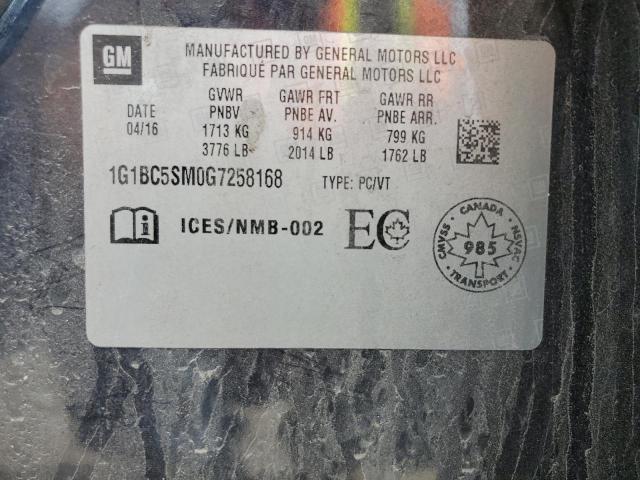 GM
MANUFACTURED BY GENERAL MOTORS LLC
FABRIQUÉ PAR GENERAL MOTORS LLC
GVWR GAWR FRT GAWR RR
DATE PNBV PNBE AV. PNBE ARR.
04/16 1713 KG 914 KG 799 KG
3776 LB 2014 LB 1762 LB
1G1BC5SM0G7258168 TYPE: PC/VT
i ICES/NMB-002 EC
CANADA
CMVSS 985 NSVAC
TRANSPORT